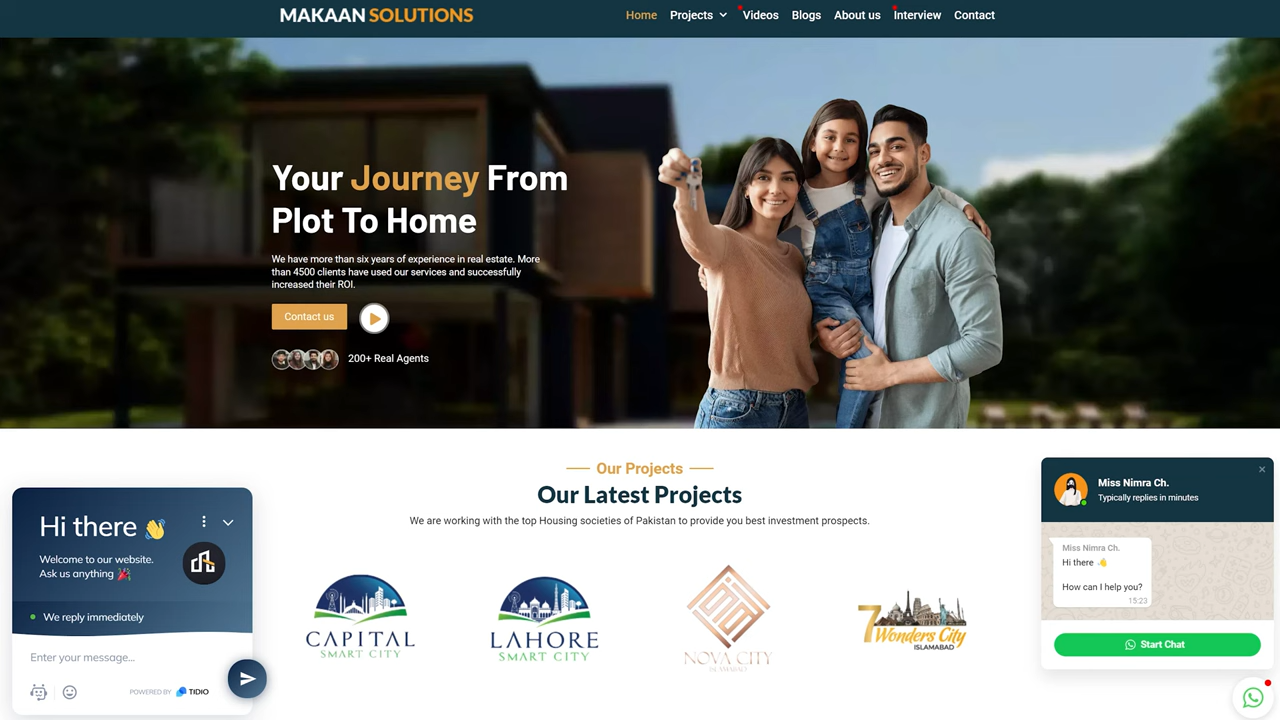 MAKAAN SOLUTIONS
Home Projects Videos Blogs About us Interview Contact
Your Journey From
Plot To Home
We have more than six years of experience in real estate. More
than 4500 clients have used our services and successfully
increased their ROI.
Contact us
200+ Real Agents
Our Projects
Our Latest Projects
We are working with the top Housing societies of Pakistan to provide you best investment prospects.
CAPITAL
SMART CITY
LAHORE
SMART CITY
NOVA CITY
ISLAMABAD
7 Wonders City
ISLAMABAD
Hi there 👋
Welcome to our website.
Ask us anything 🎉
We reply immediately
Enter your message...
POWERED BY TIDIO
Miss Nimra Ch.
Typically replies in minutes
Miss Nimra Ch.
Hi there 👋
How can I help you?
15:23
Start Chat